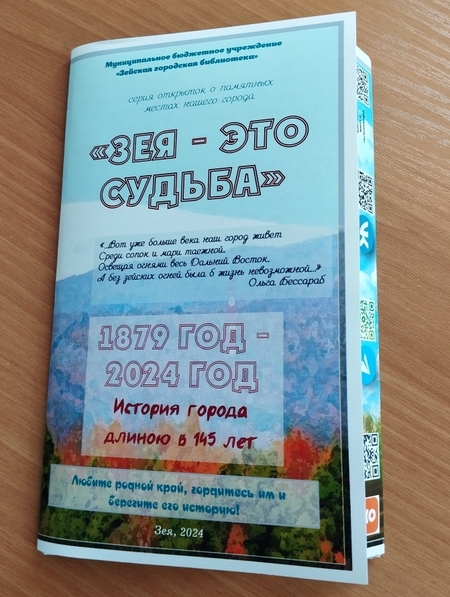 Муниципальное бюджетное учреждение
«Зейская городская библиотека»
серия открыток о памятных
местах нашего города
«ЗЕЯ - ЭТО
СУДЬБА»
«...Вот уже больше века наш город живет
Среди сопок и мари таежной.
Освещая огнями весь Дальний Восток,
А без зейских огней была б жизнь невозможной...»
Ольга Бессараб
1879 ГОД -
2024 ГОД
История города
длиною в 145 лет
Любите родной край, гордитесь им и
берегите его историю!
Зея, 2024